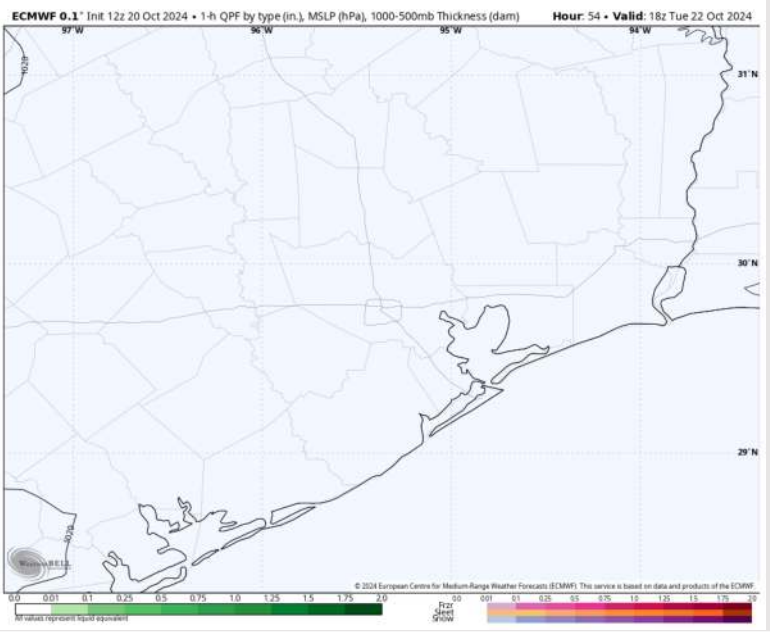 ECMWF 0.1° Init 12z 20 Oct 2024 • 1-h QPF by type (in.), MSLP (hPa), 1000-500mb Thickness (dam) Hour: 54 • Valid: 18z Tue 22 Oct 2024
97°W 96°W 95°W 94°W
1020
31°N
30°N
29°N
1020
WeatherBELL
© 2024 European Centre for Medium-Range Weather Forecasts (ECMWF). This service is based on data and products of the ECMWF.
0.0 0.01 0.1 0.25 0.5 0.75 1.0 1.25 1.5 1.75 2.0 0.0 0.01 0.1 0.25 0.5 0.75 1.0 1.25 1.5 1.75 2.0
All values represent liquid equivalent
Frzr
Sleet
Snow